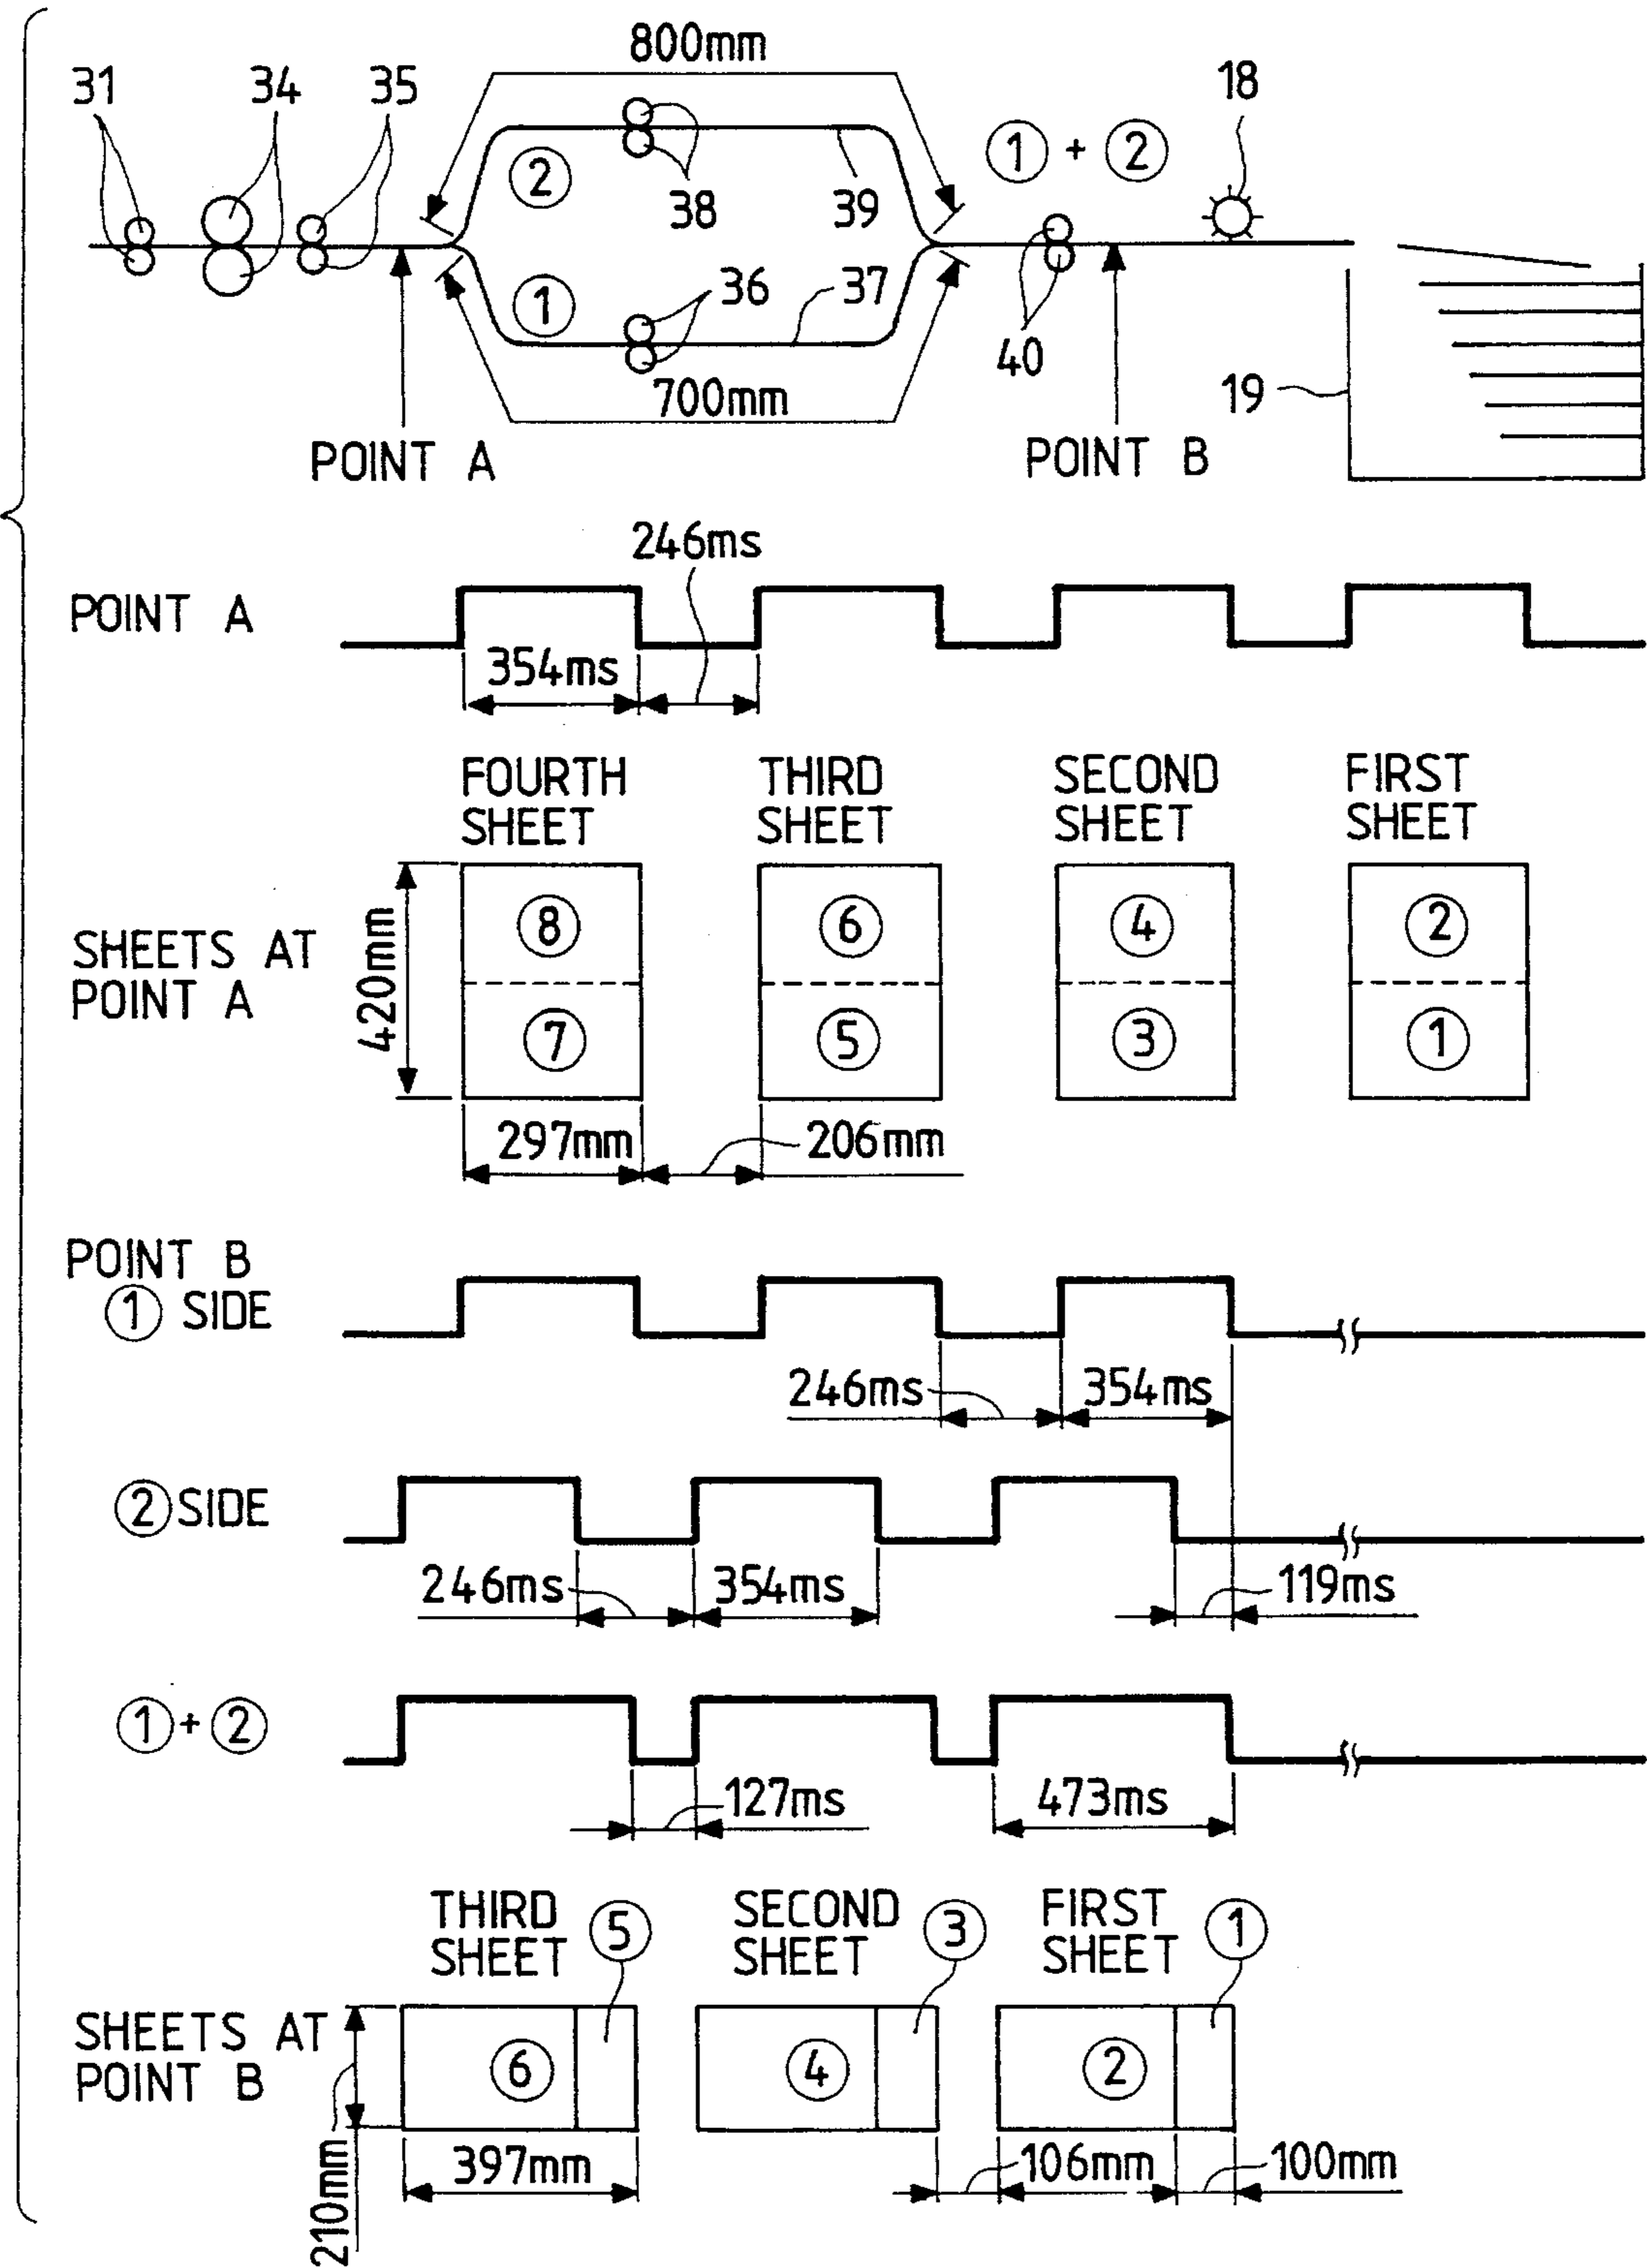 800mm
31
34
35
18
② 
① + ②
38
39
①
36
37
40
19
700mm
POINT A
POINT B
246ms
POINT A
354ms
FOURTH SHEET
THIRD SHEET
SECOND SHEET
FIRST SHEET
SHEETS AT POINT A
420mm
⑧
⑥
④
②
⑦
⑤
③
①
297mm
206mm
POINT B
① SIDE
246ms
354ms
② SIDE
246ms
354ms
119ms
①+②
127ms
473ms
THIRD SHEET
⑤
SECOND SHEET
③
FIRST SHEET
①
SHEETS AT POINT B
210mm
⑥
④
②
397mm
106mm
100mm